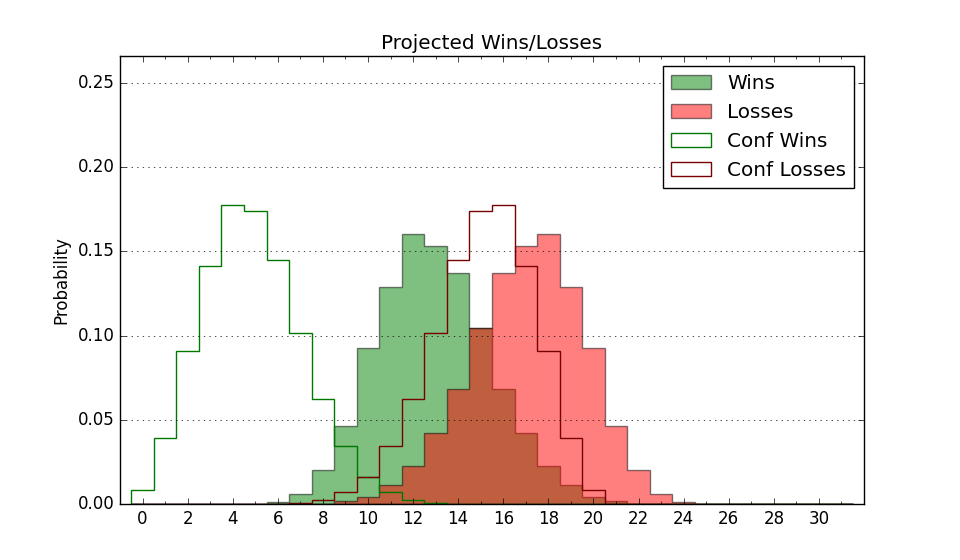 Projected Wins/Losses
0.25
0.20
0.15
0.10
0.05
0.00
Probability
Wins
Losses
Conf Wins
Conf Losses
0 2 4 6 8 10 12 14 16 18 20 22 24 26 28 30